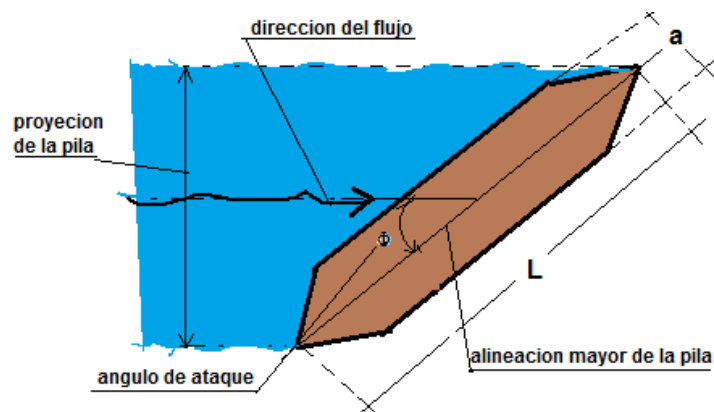 direccion del flujo
a
proyecion
de la pila
Φ
L
alineacion mayor de la pila
angulo de ataque